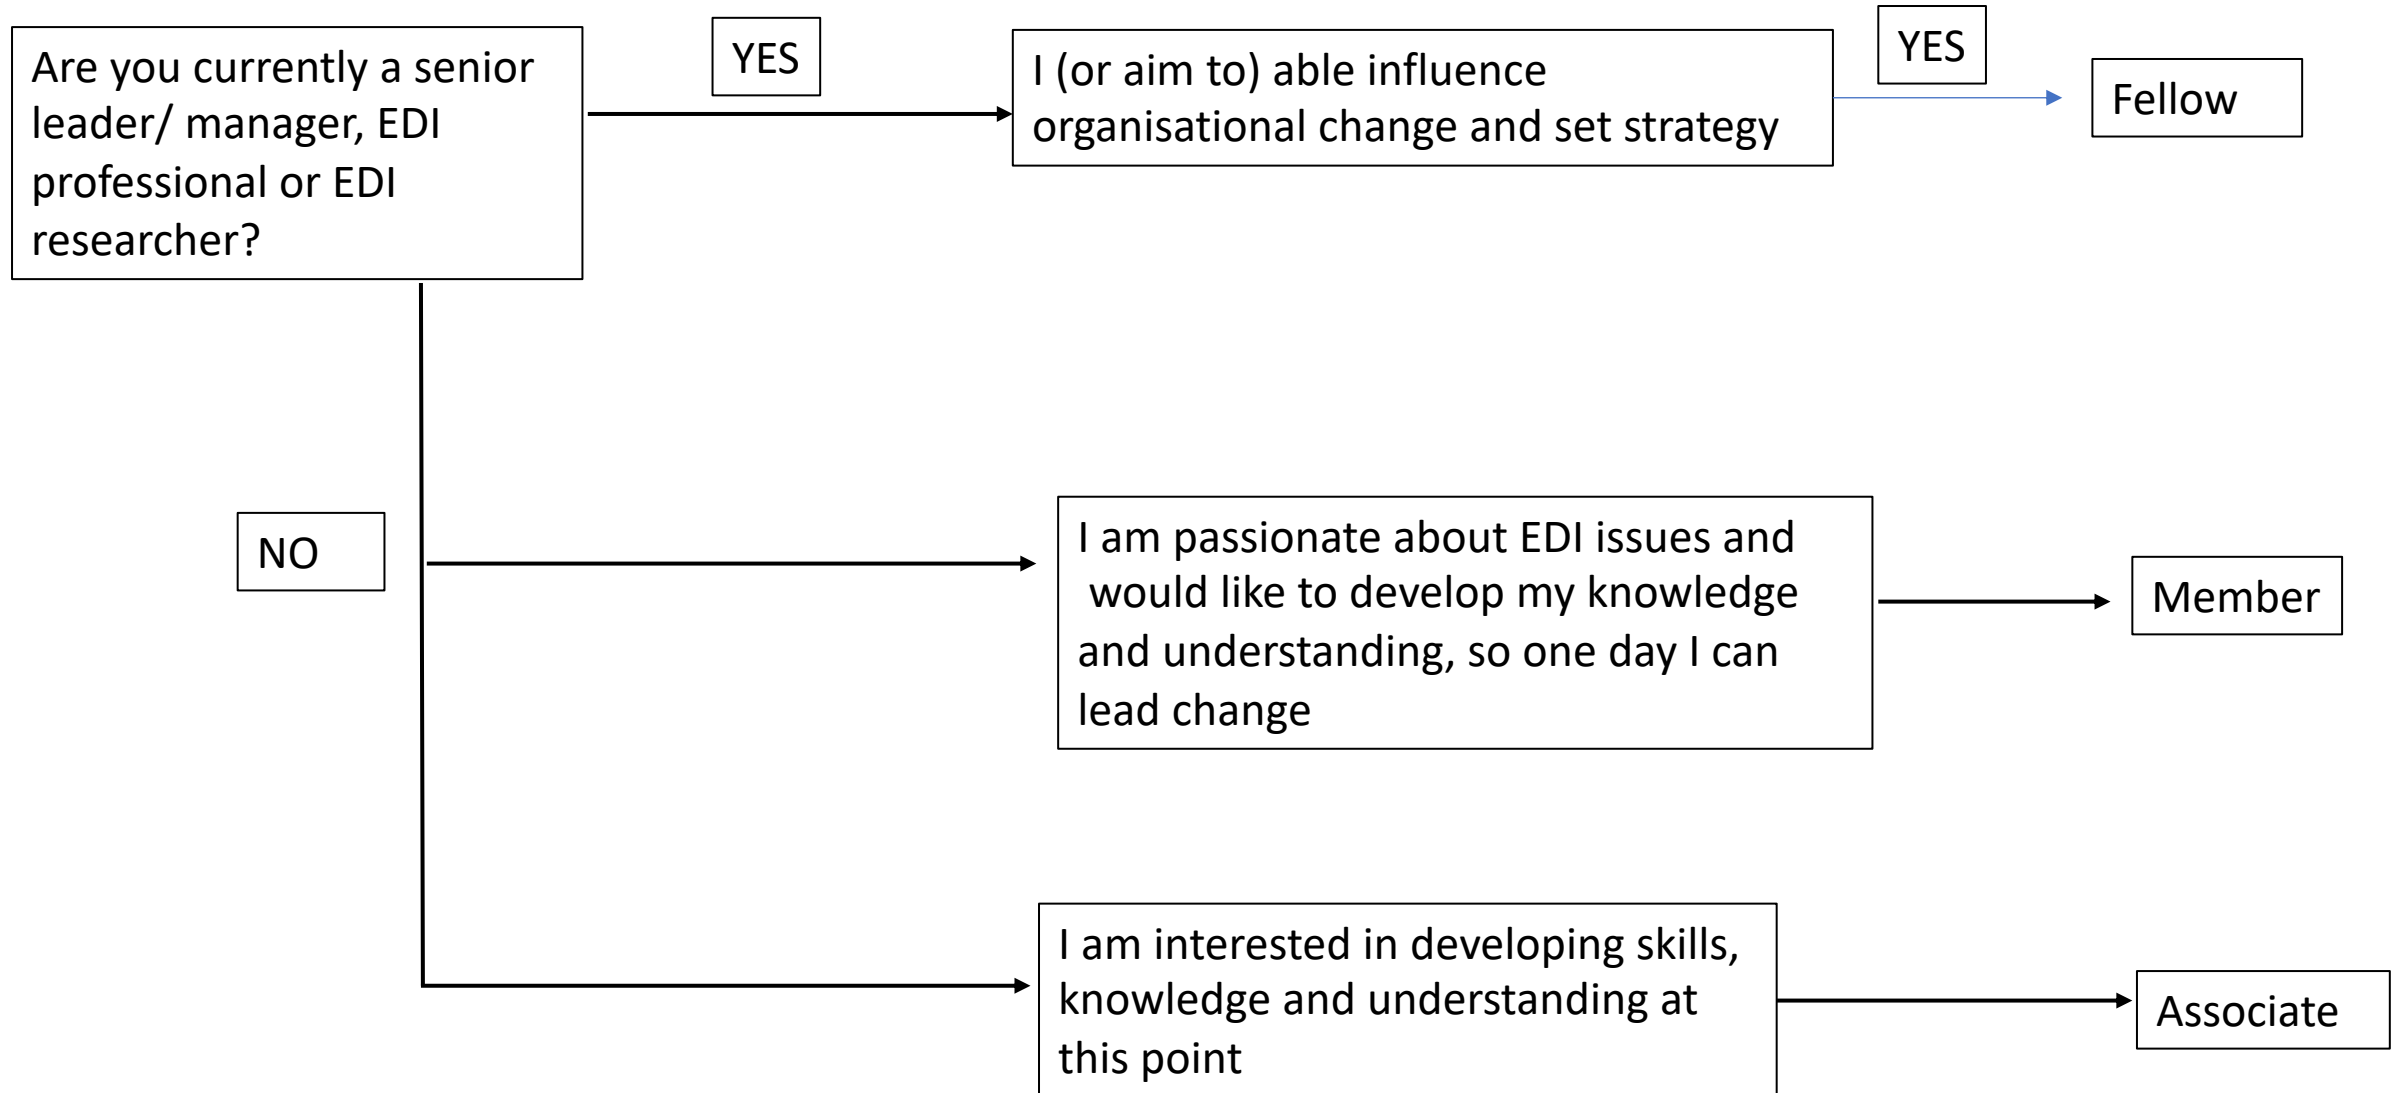 Are you currently a senior
leader/ manager, EDI
professional or EDI
researcher?
YES
I (or aim to) able influence
organisational change and set strategy
YES
Fellow
NO
I am passionate about EDI issues and
would like to develop my knowledge
and understanding, so one day I can
lead change
Member
I am interested in developing skills,
knowledge and understanding at
this point
Associate